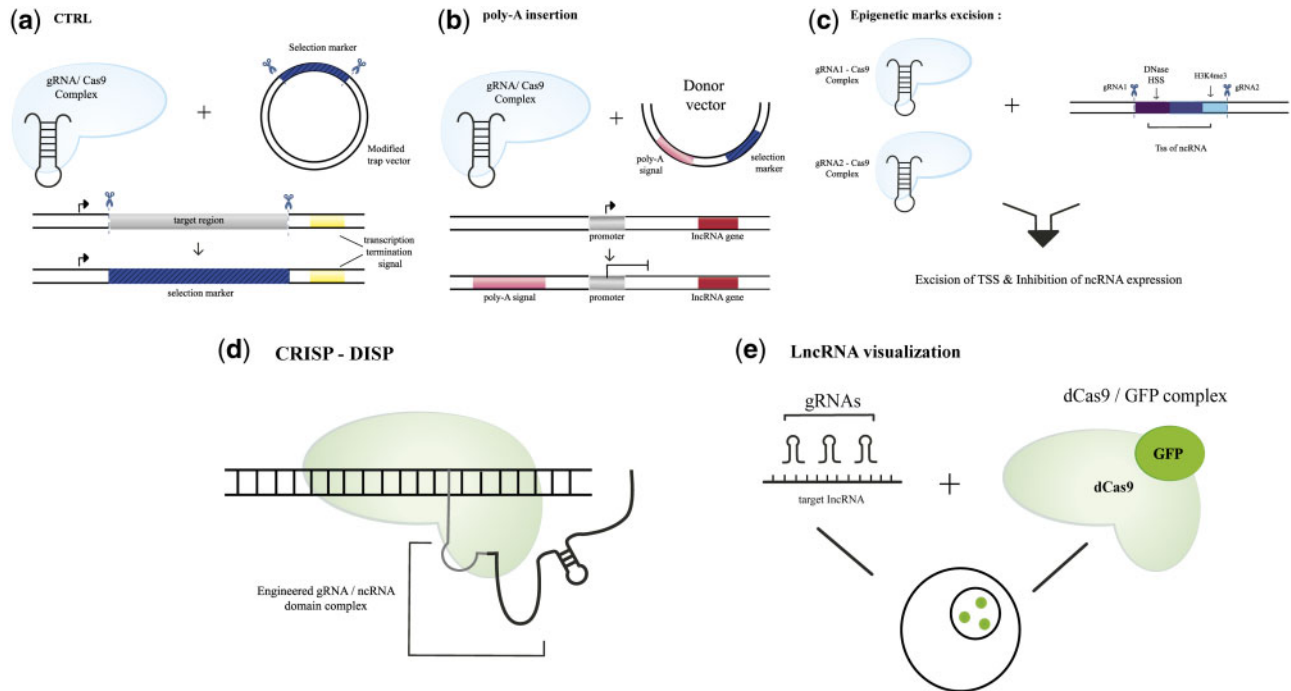 (a) CTRL
gRNA/ Cas9
Complex
+
Selection marker
Modified
trap vector
target region
transcription
termination
signal
selection marker
(b) poly-A insertion
gRNA/ Cas9
Complex
+
Donor
vector
poly-A
signal
selection
marker
promoter
lncRNA gene
poly-A signal
promoter
lncRNA gene
(c) Epigenetic marks excision :
gRNA1 - Cas9
Complex
gRNA2 - Cas9
Complex
+
gRNA1
DNase
HSS
H3K4me3
gRNA2
Tss of ncRNA
Excision of TSS & Inhibition of ncRNA expression
(d) CRISP - DISP
Engineered gRNA / ncRNA
domain complex
(e) LncRNA visualization
gRNAs
target lncRNA
+
dCas9 / GFP complex
GFP
dCas9